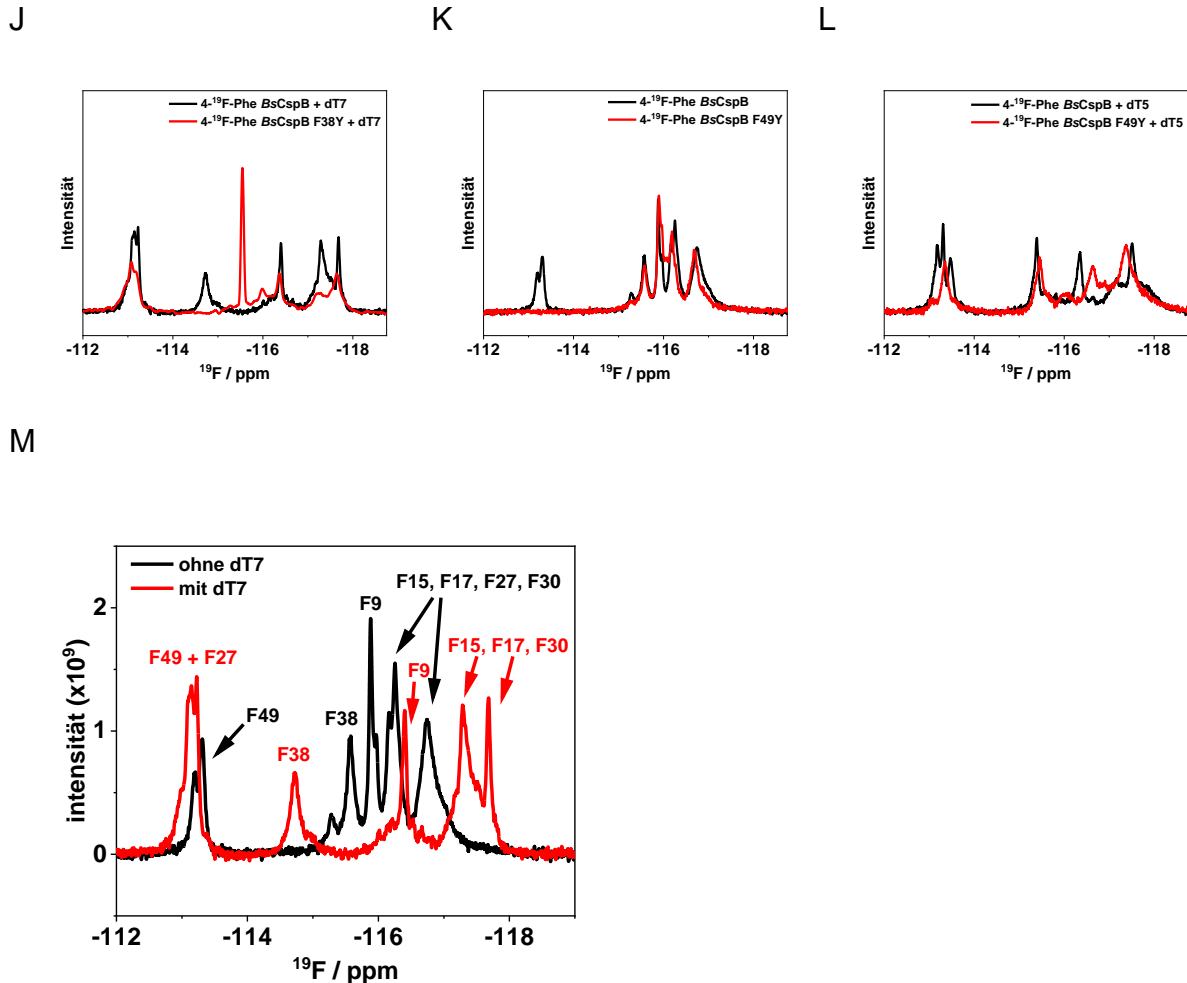 J
K
L
4-¹⁹F-Phe BsCspB + dT7
4-¹⁹F-Phe BsCspB F38Y + dT7
Intensität
-112 -114 -116 -118
¹⁹F / ppm
4-¹⁹F-Phe BsCspB
4-¹⁹F-Phe BsCspB F49Y
Intensität
-112 -114 -116 -118
¹⁹F / ppm
4-¹⁹F-Phe BsCspB + dT5
4-¹⁹F-Phe BsCspB F49Y + dT5
Intensität
-112 -114 -116 -118
¹⁹F / ppm
M
ohne dT7
mit dT7
F15, F17, F27, F30
F9
F49 + F27
F15, F17, F30
F9
F49
F38
F38
intensität (x10⁹)
2
1
0
-112 -114 -116 -118
¹⁹F / ppm